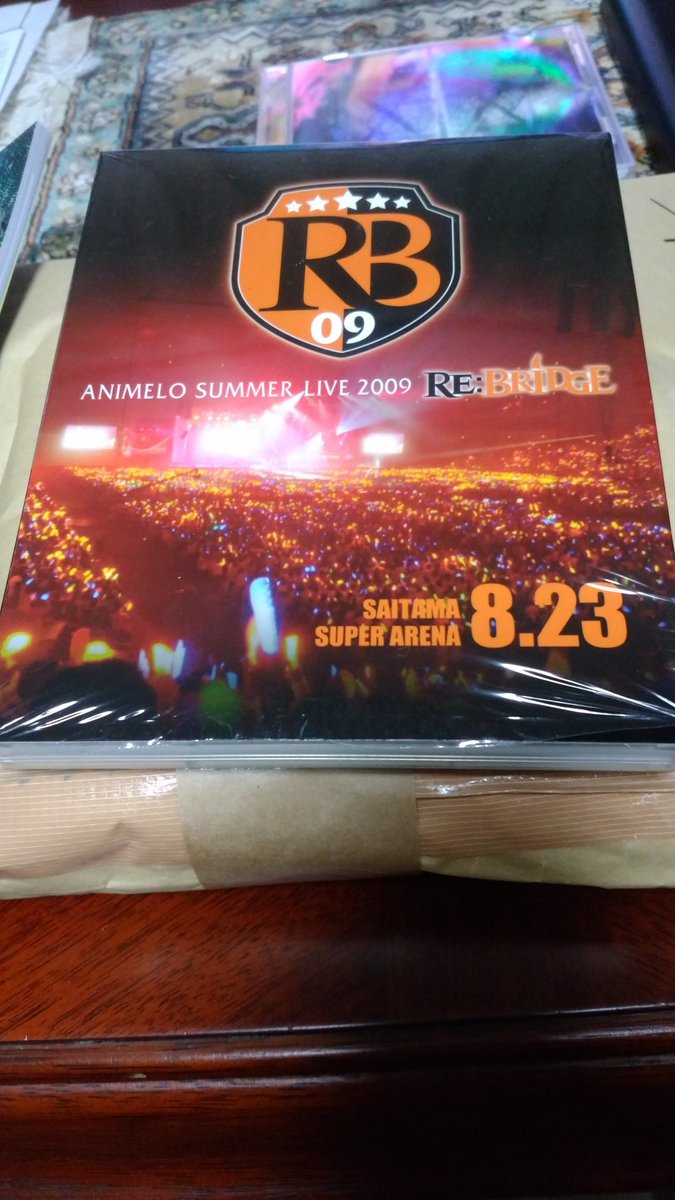 RB
09
ANIMELO SUMMER LIVE 2009 RE:BRIDGE
SAITAMA
SUPER ARENA 8.23